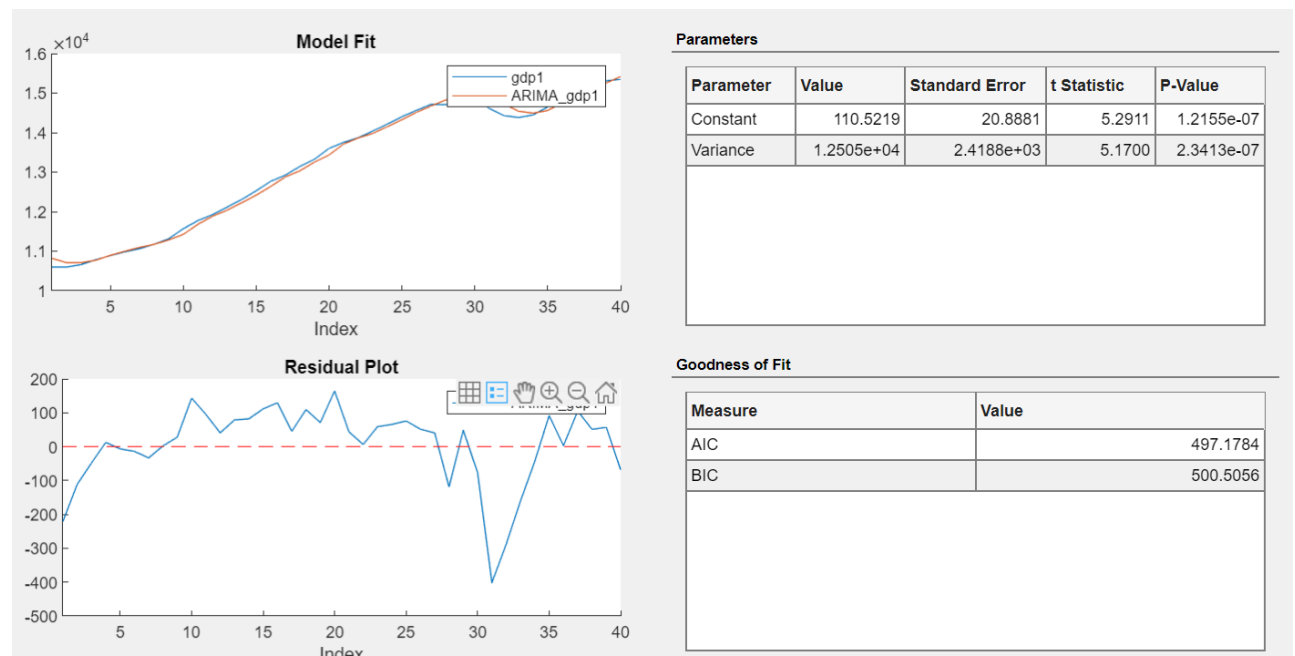 Model Fit
×10⁴
1.6
1.5
1.4
1.3
1.2
1.1
1
5 10 15 20 25 30 35 40
Index
gdp1
ARIMA_gdp1
Parameters
Parameter Value Standard Error t Statistic P-Value
Constant 110.5219 20.8881 5.2911 1.2155e-07
Variance 1.2505e+04 2.4188e+03 5.1700 2.3413e-07
Residual Plot
200
100
0
-100
-200
-300
-400
-500
5 10 15 20 25 30 35 40
Index
Goodness of Fit
Measure Value
AIC 497.1784
BIC 500.5056